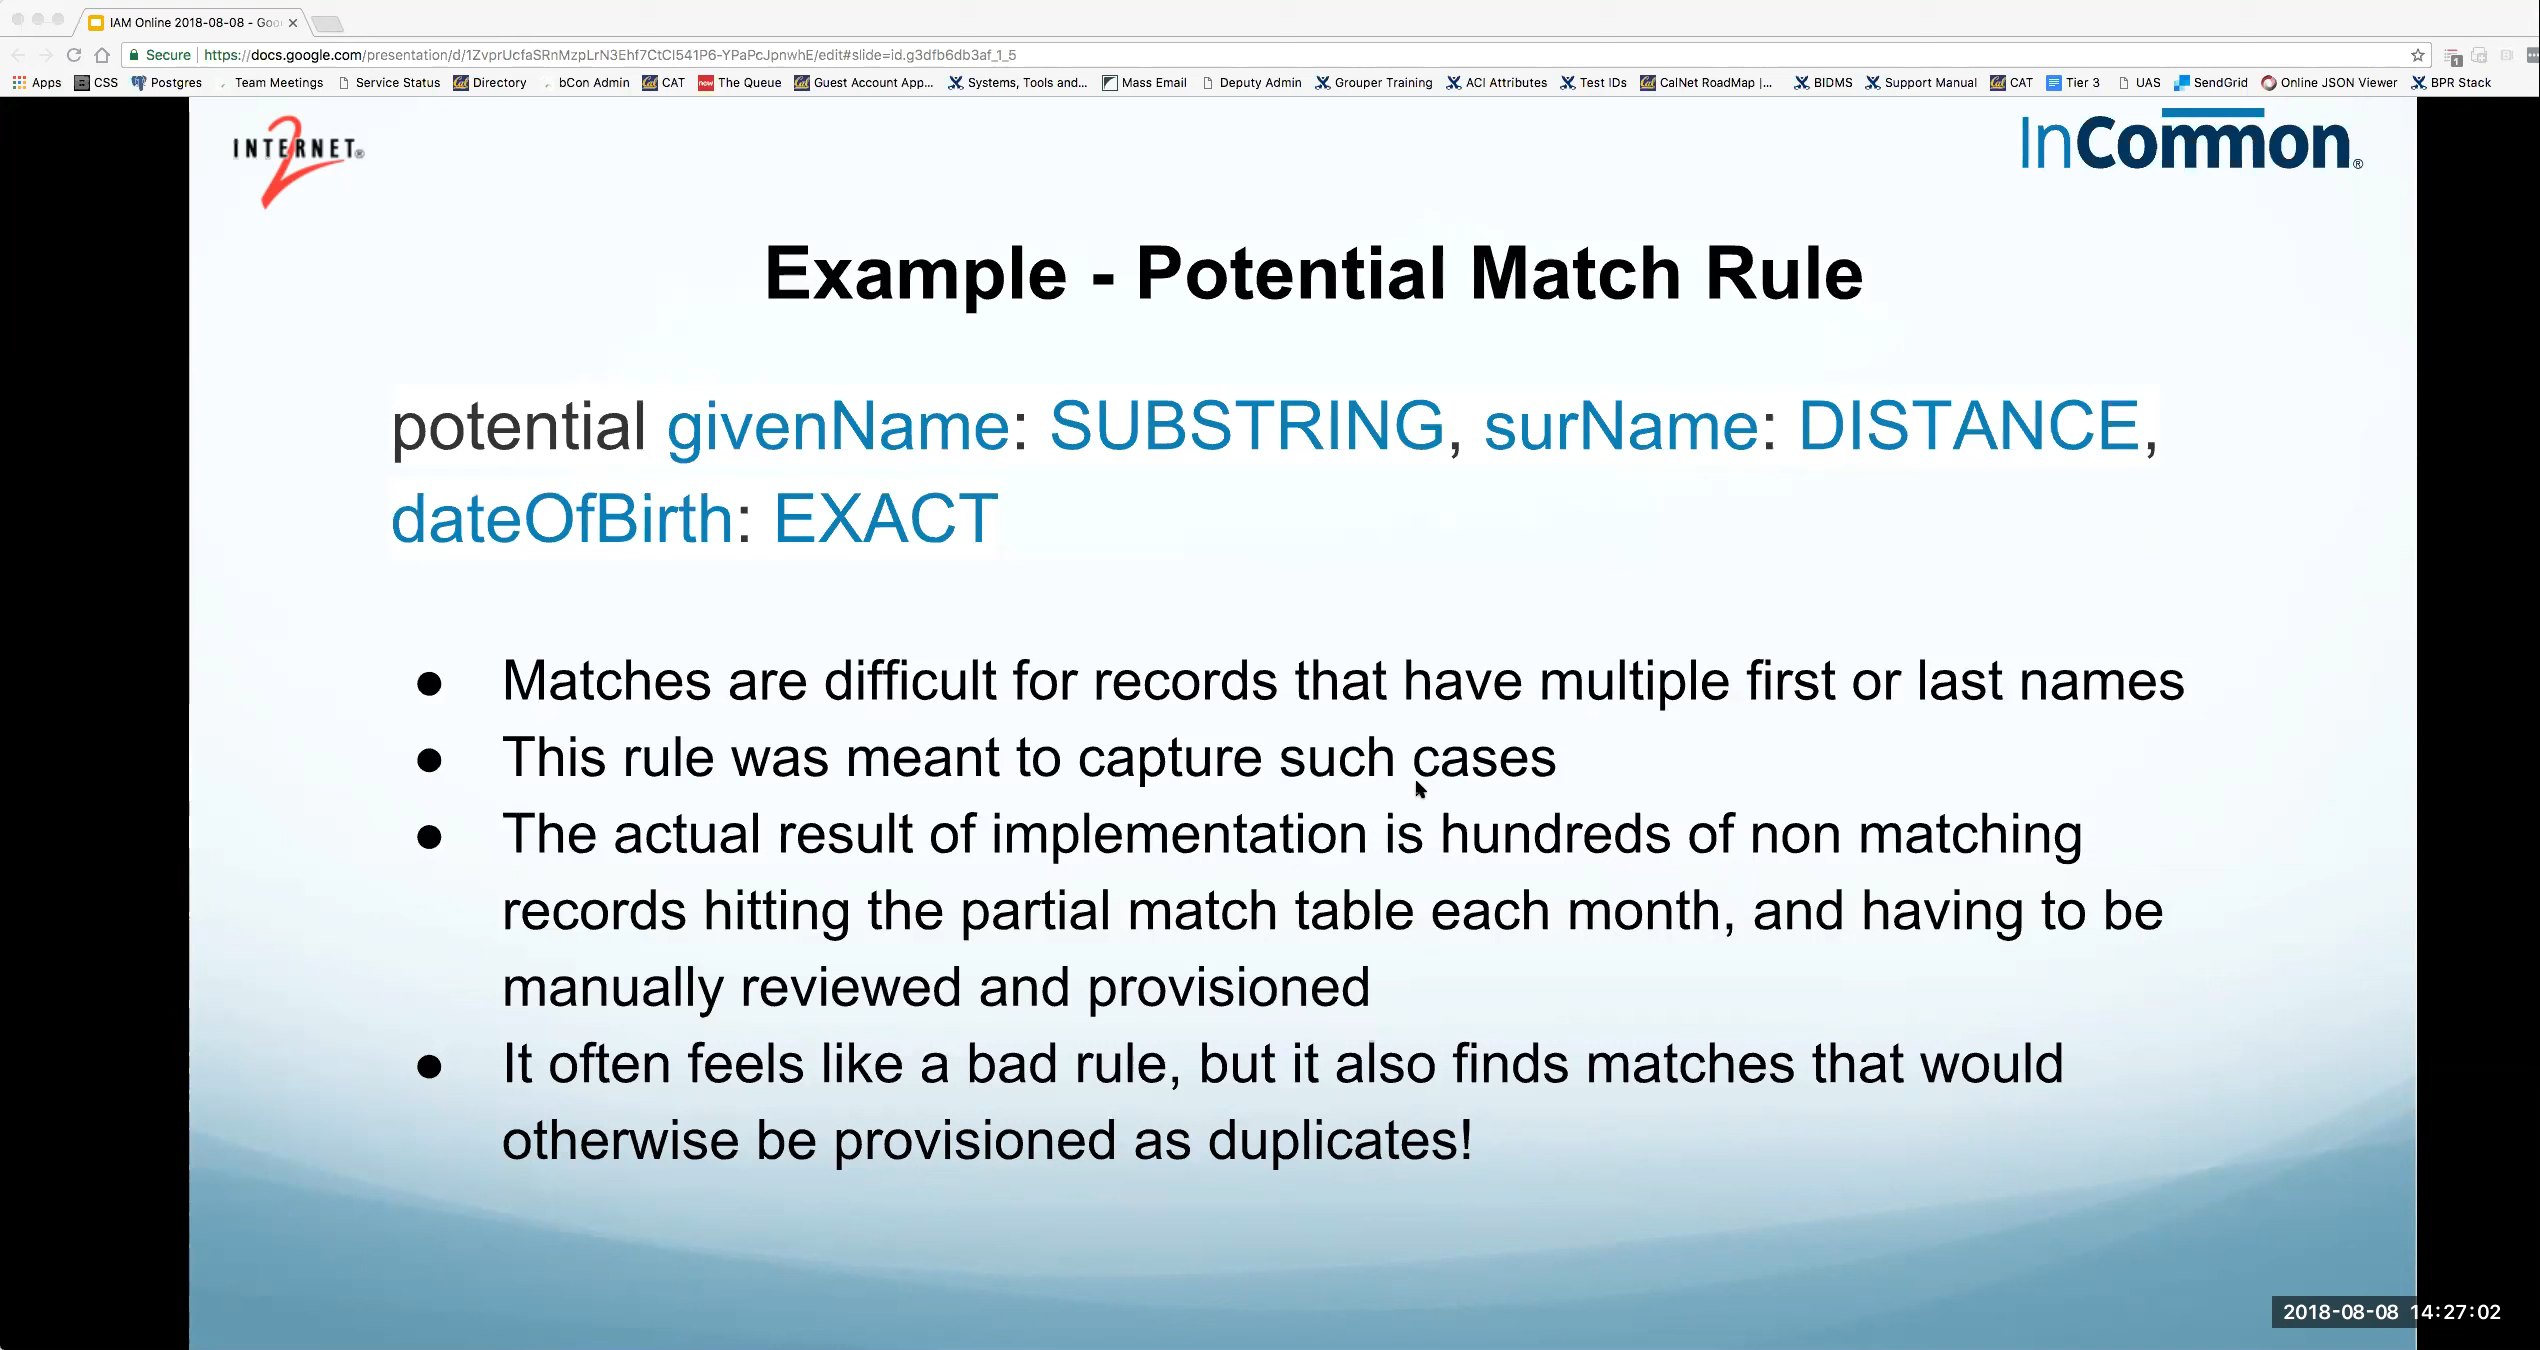 IAM Online 2018-08-08 - Goo
Secure https://docs.google.com/presentation/d/1ZvprUcfaSRnMzpLrN3Ehf7CtCl541P6-YPaPcJpnwhE/edit#slide=id.g3dfb6db3af_1_5
Apps CSS Postgres Team Meetings Service Status Directory bCon Admin CAT The Queue Guest Account App... Systems, Tools and... Mass Email Deputy Admin Grouper Training ACI Attributes Test IDs CalNet RoadMap |... BIDMS Support Manual CAT Tier 3 UAS SendGrid Online JSON Viewer BPR Stack
INTERNET®
2
InCommon®
Example - Potential Match Rule
potential givenName: SUBSTRING, surName: DISTANCE,
dateOfBirth: EXACT
● Matches are difficult for records that have multiple first or last names
● This rule was meant to capture such cases
● The actual result of implementation is hundreds of non matching
records hitting the partial match table each month, and having to be
manually reviewed and provisioned
● It often feels like a bad rule, but it also finds matches that would
otherwise be provisioned as duplicates!
2018-08-08 14:27:02